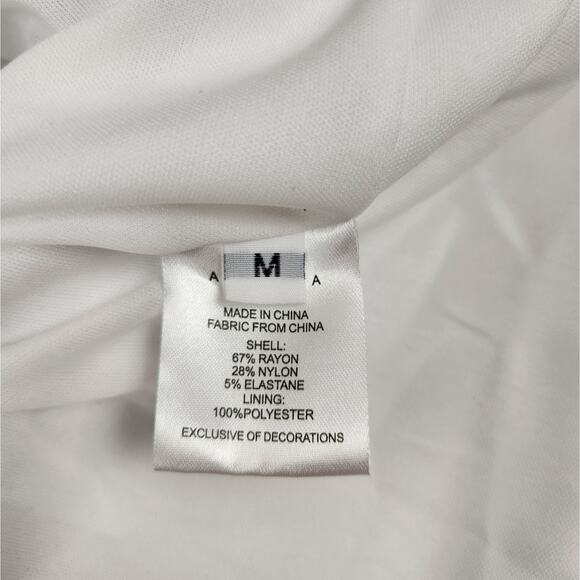 A M A
MADE IN CHINA
FABRIC FROM CHINA
SHELL:
67% RAYON
28% NYLON
5% ELASTANE
LINING:
100%POLYESTER
EXCLUSIVE OF DECORATIONS